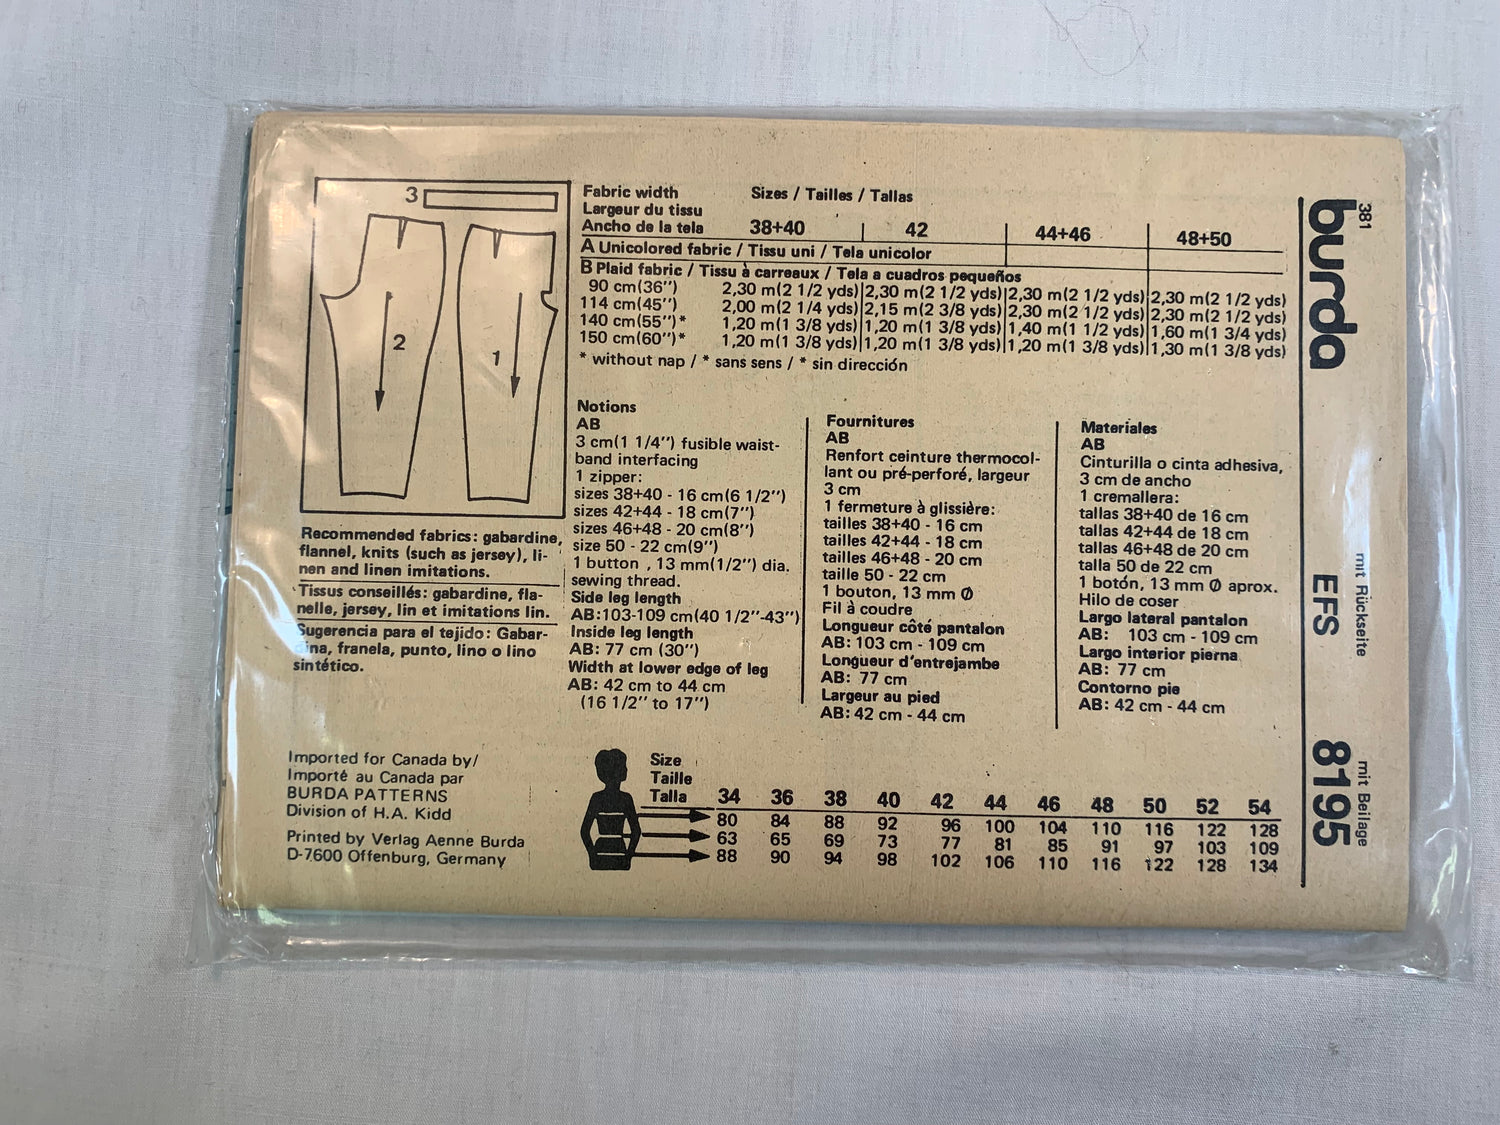 3
2
1
Fabric width Sizes / Tailles / Tallas
Largeur du tissu
Ancho de la tela 38+40 42 44+46 48+50
A Unicolored fabric / Tissu uni / Tela unicolor
B Plaid fabric / Tissu à carreaux / Tela a cuadros pequeños
90 cm(36'') 2,30 m(2 1/2 yds) 2,30 m(2 1/2 yds) 2,30 m(2 1/2 yds) 2,30 m(2 1/2 yds)
114 cm(45'') 2,00 m(2 1/4 yds) 2,15 m(2 3/8 yds) 2,30 m(2 1/2 yds) 2,30 m(2 1/2 yds)
140 cm(55'')* 1,20 m(1 3/8 yds) 1,20 m(1 3/8 yds) 1,40 m(1 1/2 yds) 1,60 m(1 3/4 yds)
150 cm(60'')* 1,20 m(1 3/8 yds) 1,20 m(1 3/8 yds) 1,20 m(1 3/8 yds) 1,30 m(1 3/8 yds)
* without nap / * sans sens / * sin dirección
Recommended fabrics: gabardine,
flannel, knits (such as jersey), li-
nen and linen imitations.
Tissus conseillés: gabardine, fla-
nelle, jersey, lin et imitations lin.
Sugerencia para el tejido: Gabar-
dina, franela, punto, lino o lino
sintético.
Notions
AB
3 cm(1 1/4'') fusible waist-
band interfacing
1 zipper:
sizes 38+40 - 16 cm(6 1/2'')
sizes 42+44 - 18 cm(7'')
sizes 46+48 - 20 cm(8'')
size 50 - 22 cm(9'')
1 button , 13 mm(1/2'') dia.
sewing thread.
Side leg length
AB:103-109 cm(40 1/2''-43'')
Inside leg length
AB: 77 cm (30'')
Width at lower edge of leg
AB: 42 cm to 44 cm
(16 1/2'' to 17'')
Fournitures
AB
Renfort ceinture thermocol-
lant ou pré-perforé, largeur
3 cm
1 fermeture à glissière:
tailles 38+40 - 16 cm
tailles 42+44 - 18 cm
tailles 46+48 - 20 cm
taille 50 - 22 cm
1 bouton, 13 mm Ø
Fil à coudre
Longueur côté pantalon
AB: 103 cm - 109 cm
Longueur d'entrejambe
AB: 77 cm
Largeur au pied
AB: 42 cm - 44 cm
Materiales
AB
Cinturilla o cinta adhesiva,
3 cm de ancho
1 cremallera:
tallas 38+40 de 16 cm
tallas 42+44 de 18 cm
tallas 46+48 de 20 cm
talla 50 de 22 cm
1 botón, 13 mm Ø aprox.
Hilo de coser
Largo lateral pantalon
AB: 103 cm - 109 cm
Largo interior pierna
AB: 77 cm
Contorno pie
AB: 42 cm - 44 cm
Imported for Canada by/
Importé au Canada par
BURDA PATTERNS
Division of H.A. Kidd
Printed by Verlag Aenne Burda
D-7600 Offenburg, Germany
Size
Taille
Talla 34 36 38 40 42 44 46 48 50 52 54
80 84 88 92 96 100 104 110 116 122 128
63 65 69 73 77 81 85 91 97 103 109
88 90 94 98 102 106 110 116 122 128 134
381 mit Rückseite mit Beilage
burda EFS 8195